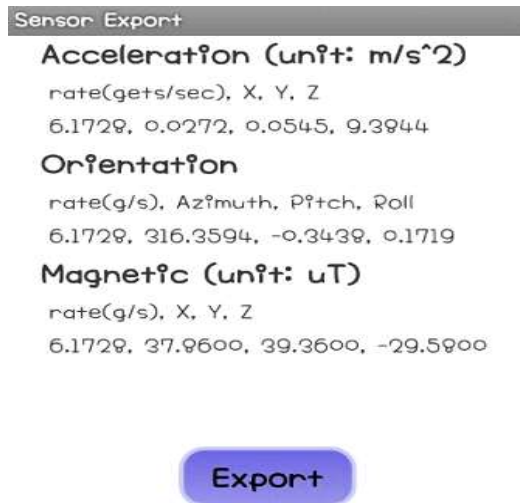 Sensor Export
Acceleration (unit: m/s^2)
rate(gets/sec), X, Y, Z
6.1728, 0.0272, 0.0545, 9.3844
Orientation
rate(g/s), Azimuth, Pitch, Roll
6.1728, 316.3594, -0.3438, 0.1719
Magnetic (unit: uT)
rate(g/s), X, Y, Z
6.1728, 37.8600, 39.3600, -29.5800
Export